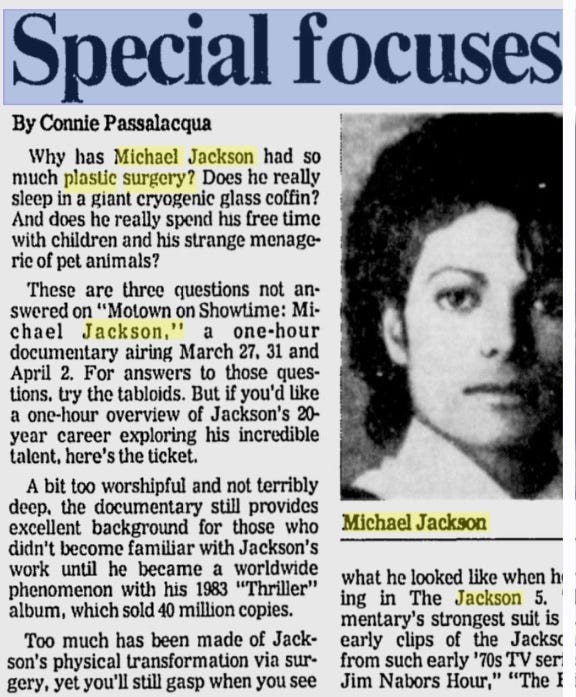 Special focuses
By Connie Passalacqua
Why has Michael Jackson had so
much plastic surgery? Does he really
sleep in a giant cryogenic glass coffin?
And does he really spend his free time
with children and his strange menage-
rie of pet animals?
These are three questions not an-
swered on "Motown on Showtime: Mi-
chael Jackson," a one-hour
documentary airing March 27, 31 and
April 2. For answers to those ques-
tions, try the tabloids. But if you'd like
a one-hour overview of Jackson's 20-
year career exploring his incredible
talent, here's the ticket.
A bit too worshipful and not terribly
deep, the documentary still provides
excellent background for those who
didn't become familiar with Jackson's
work until he became a worldwide
phenomenon with his 1983 "Thriller"
album, which sold 40 million copies.
Too much has been made of Jack-
son's physical transformation via sur-
gery, yet you'll still gasp when you see
Michael Jackson
what he looked like when h
ing in The Jackson 5.
mentary's strongest suit is
early clips of the Jackso
from such early '70s TV seri
Jim Nabors Hour," "The